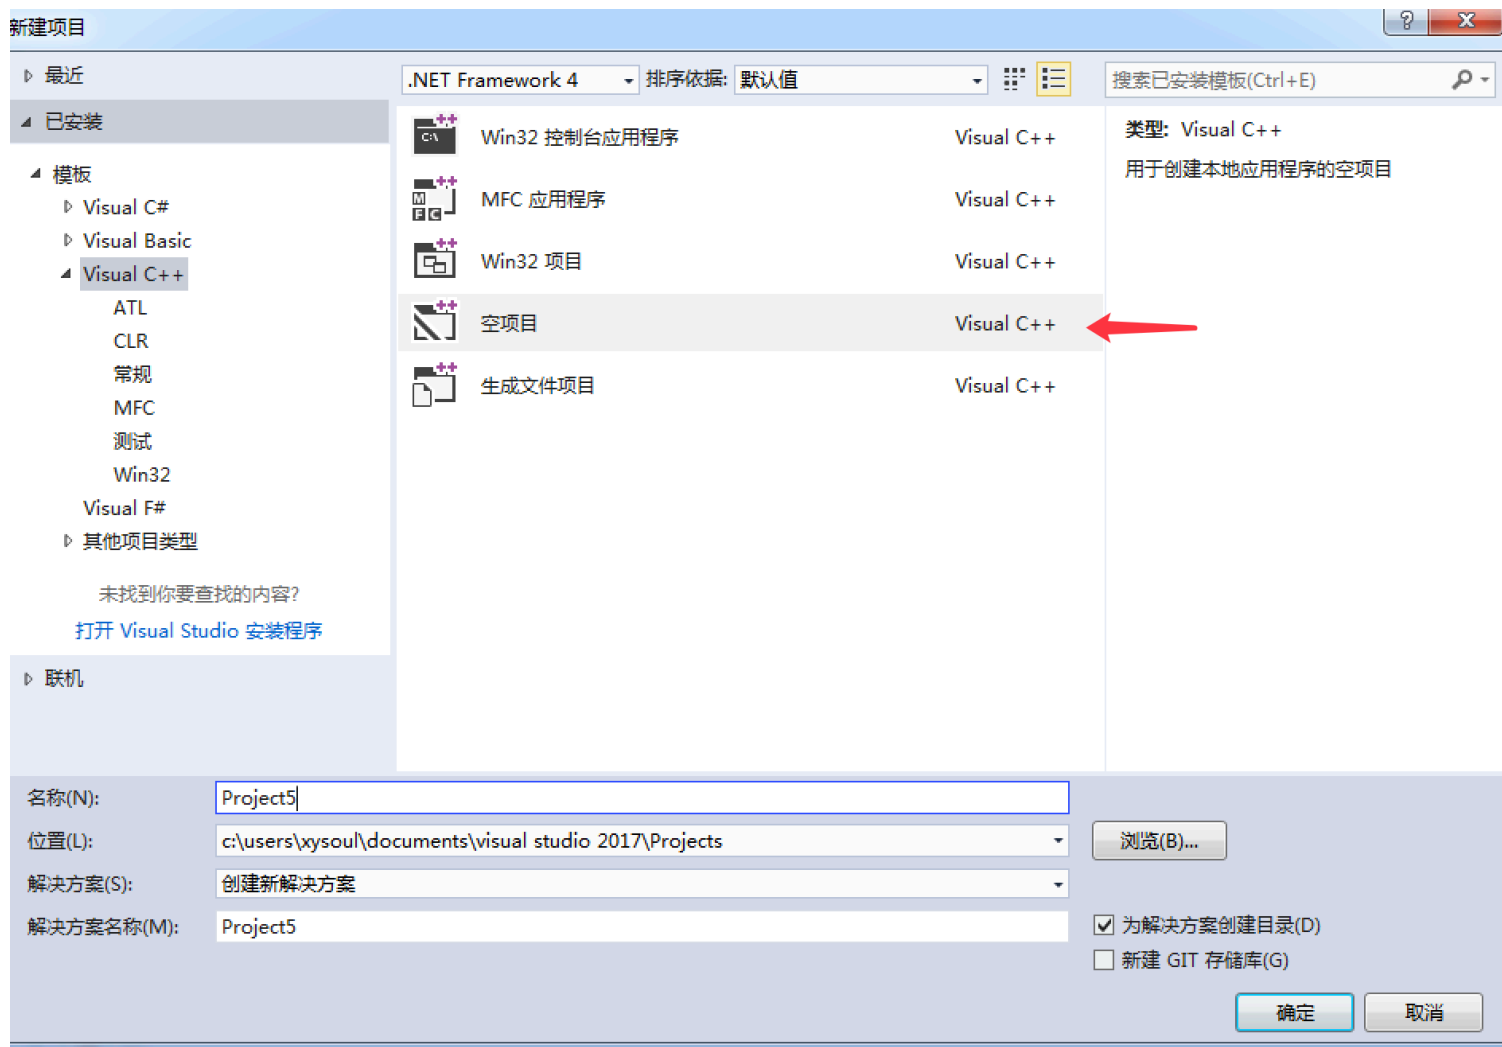 新建项目
最近
.NET Framework 4
排序依据:
默认值
搜索已安装模板(Ctrl+E)
已安装
模板
Visual C#
Visual Basic
Visual C++
ATL
CLR
常规
MFC
测试
Win32
Visual F#
其他项目类型
未找到你要查找的内容?
打开 Visual Studio 安装程序
联机
C:\
Win32 控制台应用程序 Visual C++
MFC
MFC 应用程序 Visual C++
Win32 项目 Visual C++
空项目 Visual C++
生成文件项目 Visual C++
类型: Visual C++
用于创建本地应用程序的空项目
名称(N): Project5
位置(L): c:\users\xysoul\documents\visual studio 2017\Projects
浏览(B)...
解决方案(S): 创建新解决方案
解决方案名称(M): Project5
为解决方案创建目录(D)
新建 GIT 存储库(G)
确定
取消